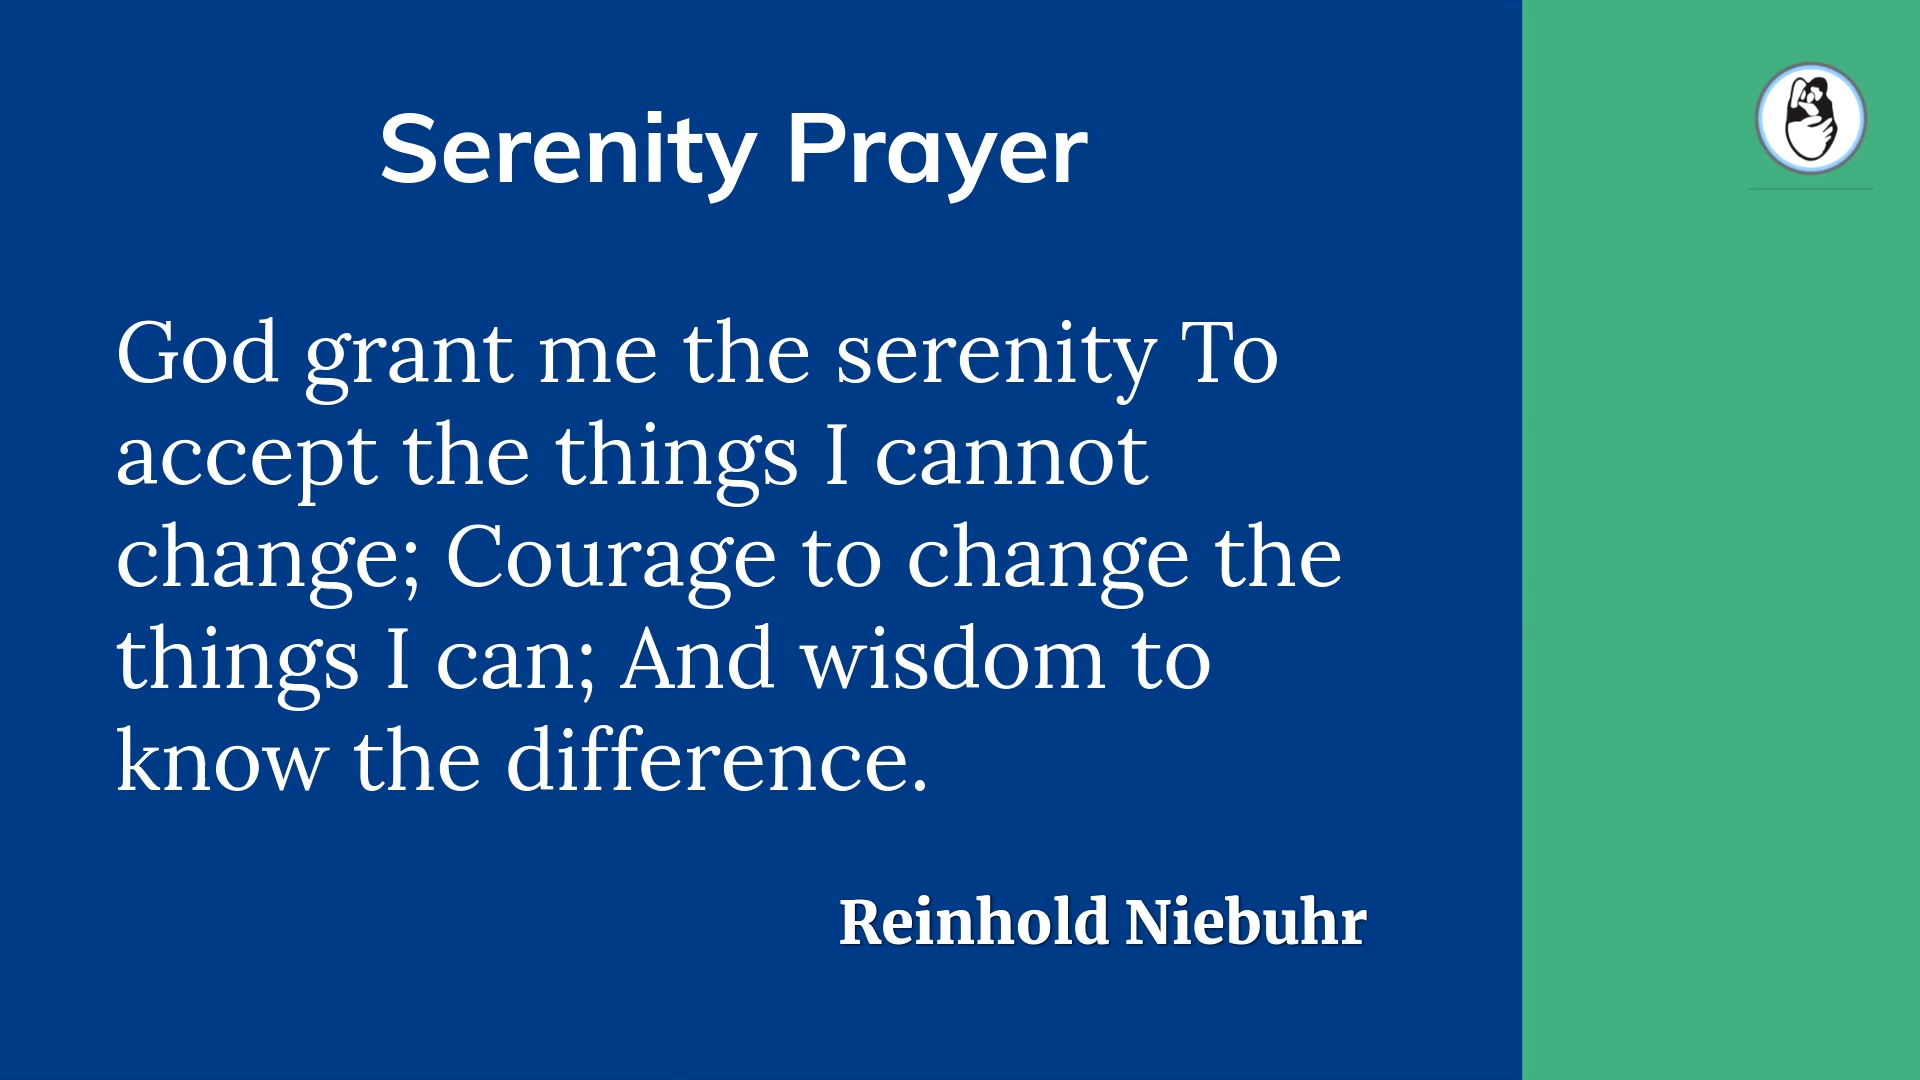 Serenity Prayer
God grant me the serenity To
accept the things I cannot
change; Courage to change the
things I can; And wisdom to
know the difference.
Reinhold Niebuhr